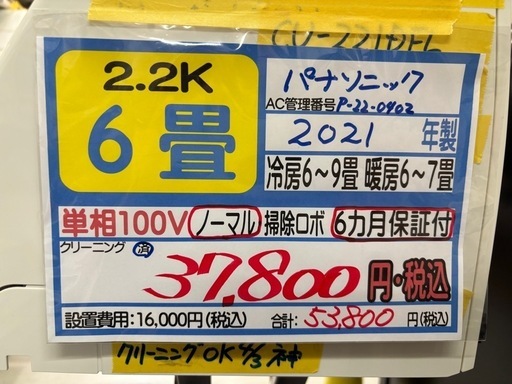 2.2K
6畳
パナソニック
AC管理番号 P-22-0402
2021 年製
冷房6～9畳 暖房6～7畳
単相100V ノーマル 掃除ロボ 6カ月保証付
クリーニング 済
37,800 円・税込
設置費用:16,000円(税込) 合計: 53,800 円(税込)
クリーニングOK 4/3 神